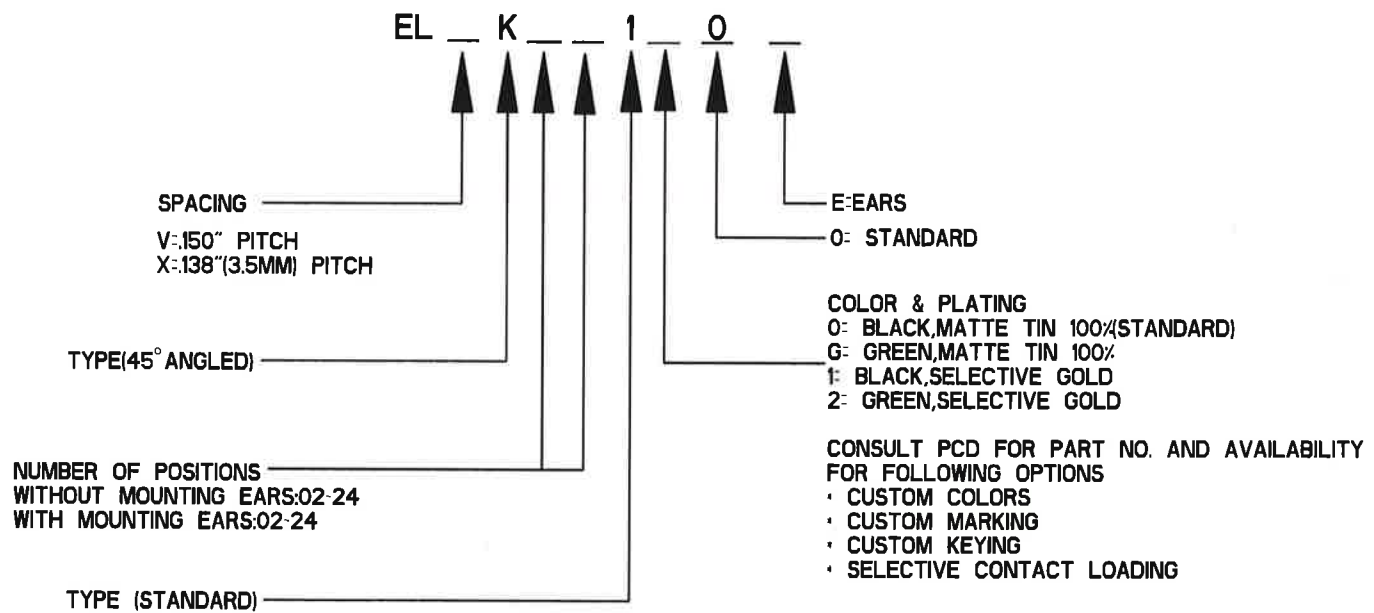 EL _ K _ _ 1 _ 0 _
SPACING
V=.150" PITCH
X=.138"(3.5MM) PITCH
TYPE(45° ANGLED)
NUMBER OF POSITIONS
WITHOUT MOUNTING EARS:02-24
WITH MOUNTING EARS:02-24
TYPE (STANDARD)
E=EARS
0= STANDARD
COLOR & PLATING
0= BLACK,MATTE TIN 100%(STANDARD)
G= GREEN,MATTE TIN 100%
1= BLACK,SELECTIVE GOLD
2= GREEN,SELECTIVE GOLD
CONSULT PCD FOR PART NO. AND AVAILABILITY
FOR FOLLOWING OPTIONS
· CUSTOM COLORS
· CUSTOM MARKING
· CUSTOM KEYING
· SELECTIVE CONTACT LOADING